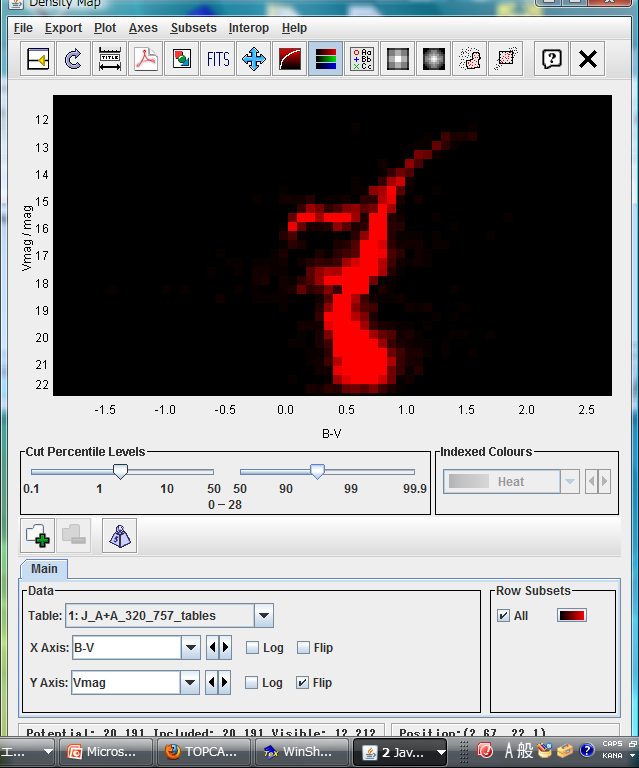 Density Map
File Export Plot Axes Subsets Interop Help
TITLE FITS Aa Bb Cc ?
12
13
14
15
16
17
18
19
20
21
22
Vmag / mag
-1.5 -1.0 -0.5 0.0 0.5 1.0 1.5 2.0 2.5
B-V
Cut Percentile Levels
0.1 1 10 50 50 90 99 99.9
0 – 28
Indexed Colours
Heat
Main
Data
Table: 1: J_A+A_320_757_tables
X Axis: B-V Log Flip
Y Axis: Vmag Log Flip
Row Subsets
All
Potential: 20,191 Included: 20,191 Visible: 12,212 Position:(2.67, 22.1)
エ... Micros... TOPCA... WinSh... 2 Jav... A 般 CAPS
KANA